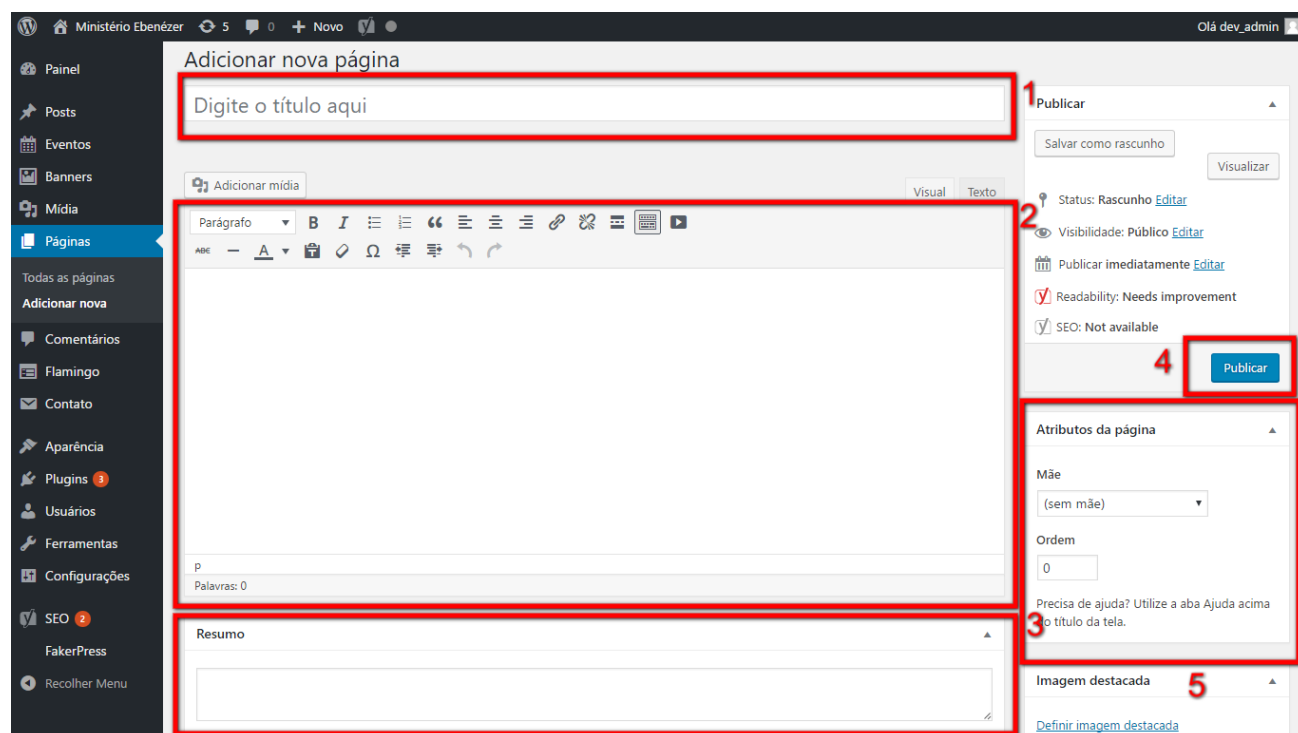 Ministério Ebenézer 5 0 + Novo
Olá dev_admin
Painel
Posts
Eventos
Banners
Mídia
Páginas
Todas as páginas
Adicionar nova
Comentários
Flamingo
Contato
Aparência
Plugins 3
Usuários
Ferramentas
Configurações
SEO 2
FakerPress
Recolher Menu
Adicionar nova página
Digite o título aqui
1
Adicionar mídia
Visual Texto
2
Parágrafo B I
ABC A Ω
p
Palavras: 0
3
Resumo
Publicar
Salvar como rascunho
Visualizar
Status: Rascunho Editar
Visibilidade: Público Editar
Publicar imediatamente Editar
Readability: Needs improvement
SEO: Not available
4
Publicar
Atributos da página
Mãe
(sem mãe)
Ordem
0
Precisa de ajuda? Utilize a aba Ajuda acima
do título da tela.
5
Imagem destacada
Definir imagem destacada